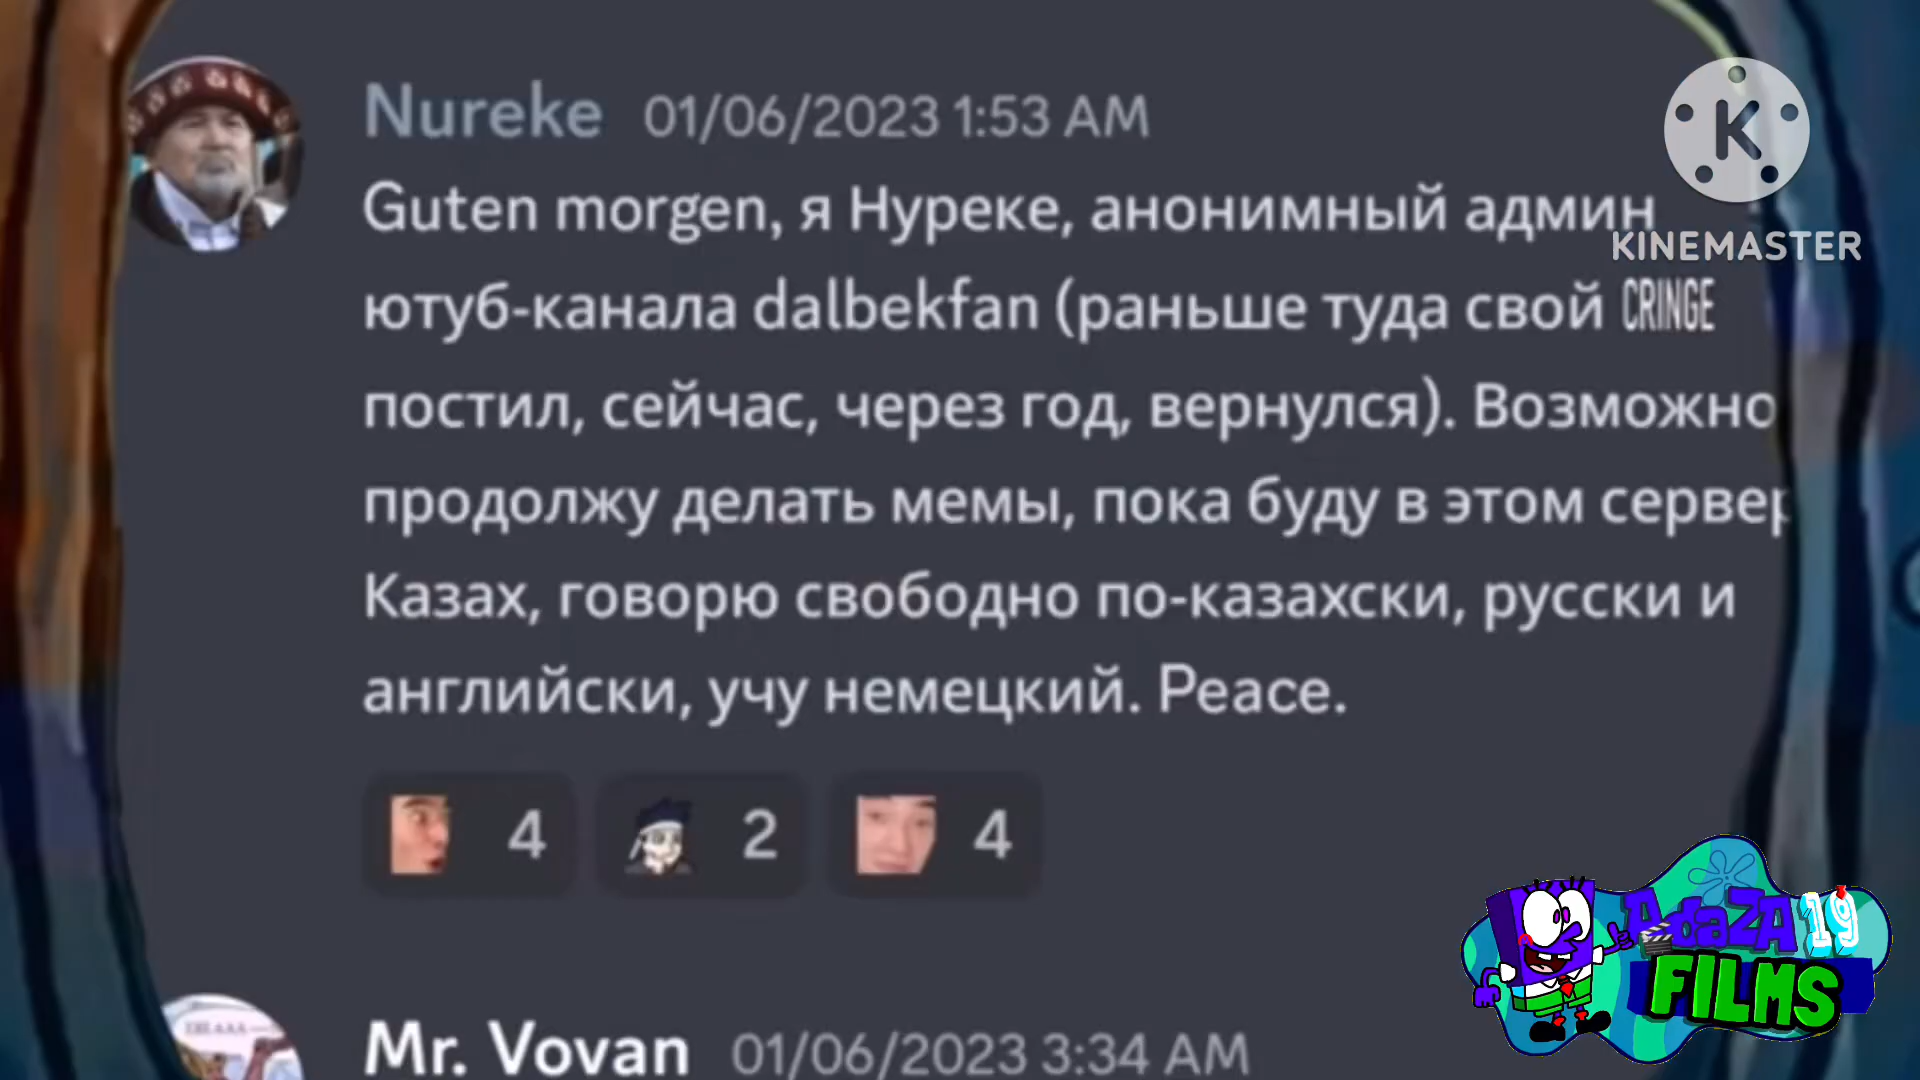 Nureke 01/06/2023 1:53 AM
Guten morgen, я Нуреке, анонимный админ
ютуб-канала dalbekfan (раньше туда свой CRINGE
постил, сейчас, через год, вернулся). Возможно
продолжу делать мемы, пока буду в этом сервер
Казах, говорю свободно по-казахски, русски и
английски, учу немецкий. Peace.
4 2 4
Mr. Vovan 01/06/2023 3:34 AM
K
KINEMASTER
AdaZA 19
FILMS